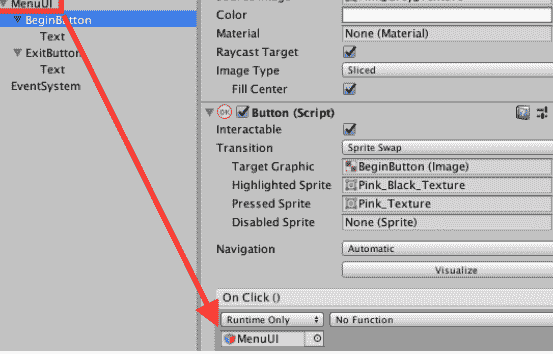 MenuUI
BeginButton
Text
ExitButton
Text
EventSystem
Color
Material None (Material)
Raycast Target
Image Type Sliced
Fill Center
Button (Script)
Interactable
Transition Sprite Swap
Target Graphic BeginButton (Image)
Highlighted Sprite Pink_Black_Texture
Pressed Sprite Pink_Texture
Disabled Sprite None (Sprite)
Navigation Automatic
Visualize
On Click ()
Runtime Only No Function
MenuUI